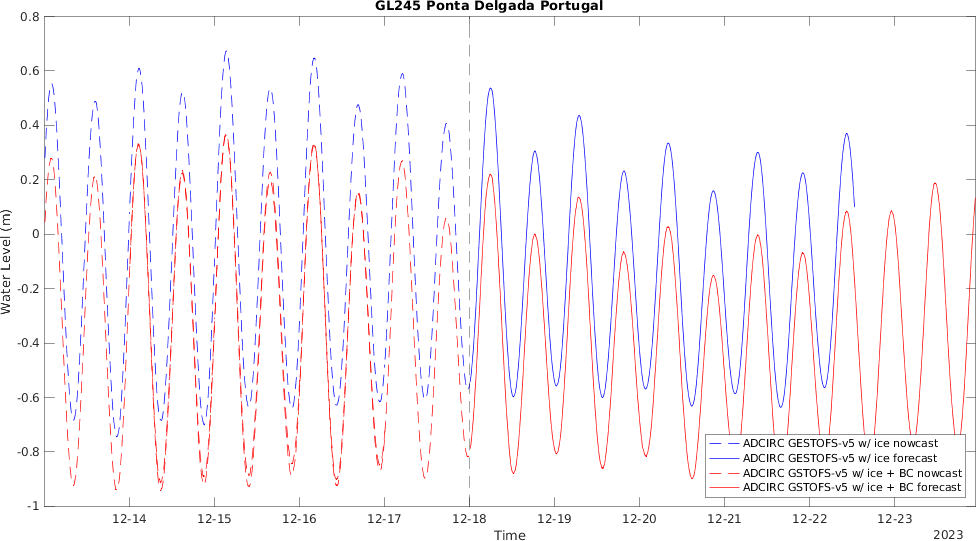 GL245 Ponta Delgada Portugal
0.8
0.6
0.4
0.2
0
-0.2
-0.4
-0.6
-0.8
-1
Water Level (m)
12-14 12-15 12-16 12-17 12-18 12-19 12-20 12-21 12-22 12-23
Time
2023
ADCIRC GESTOFS-v5 w/ ice nowcast
ADCIRC GESTOFS-v5 w/ ice forecast
ADCIRC GSTOFS-v5 w/ ice + BC nowcast
ADCIRC GSTOFS-v5 w/ ice + BC forecast